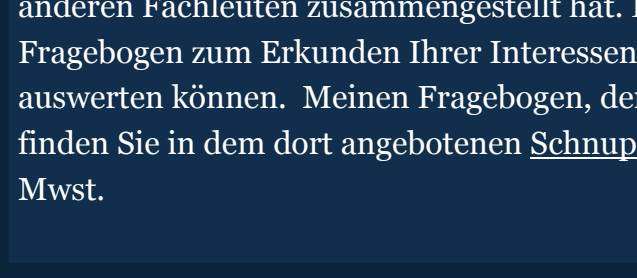 anderen Fachleuten zusammengestellt hat.
Fragebogen zum Erkunden Ihrer Interessen
auswerten können.  Meinen Fragebogen,
finden Sie in dem dort angebotenen
Mwst.